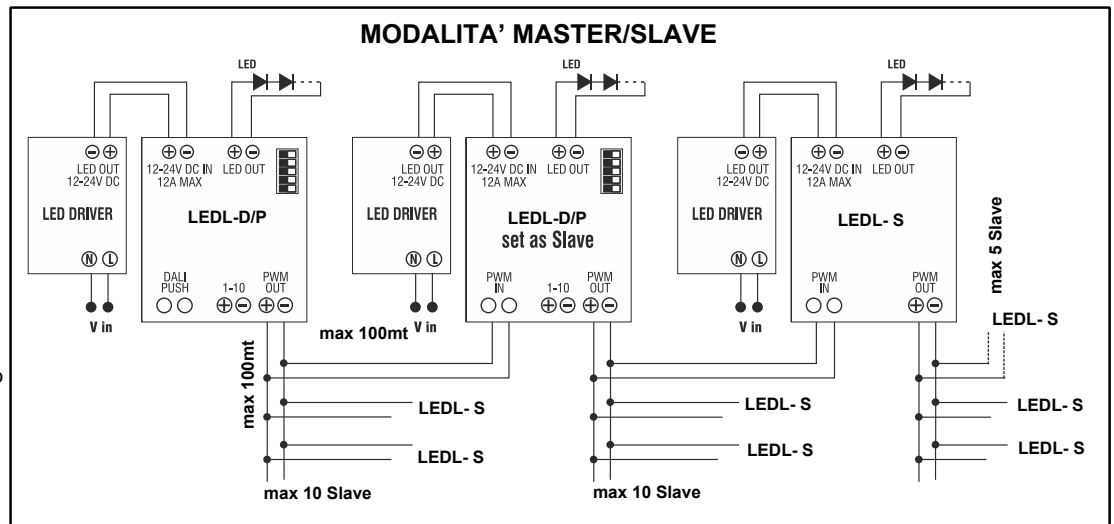 MODALITA' MASTER/SLAVE
LED
LED OUT
12-24V DC
LED DRIVER
N L
V in
12-24V DC IN
12A MAX
LED OUT
LEDL-D/P
DALI
PUSH
1-10
PWM
OUT
max 100mt
max 100mt
LEDL- S
LEDL- S
max 10 Slave
LED
LED OUT
12-24V DC
LED DRIVER
N L
V in
12-24V DC IN
12A MAX
LED OUT
LEDL-D/P
set as Slave
PWM
IN
1-10
PWM
OUT
LEDL- S
LEDL- S
max 10 Slave
LED
LED OUT
12-24V DC
LED DRIVER
N L
V in
12-24V DC IN
12A MAX
LED OUT
LEDL- S
PWM
IN
PWM
OUT
max 5 Slave
LEDL- S
LEDL- S
LEDL- S